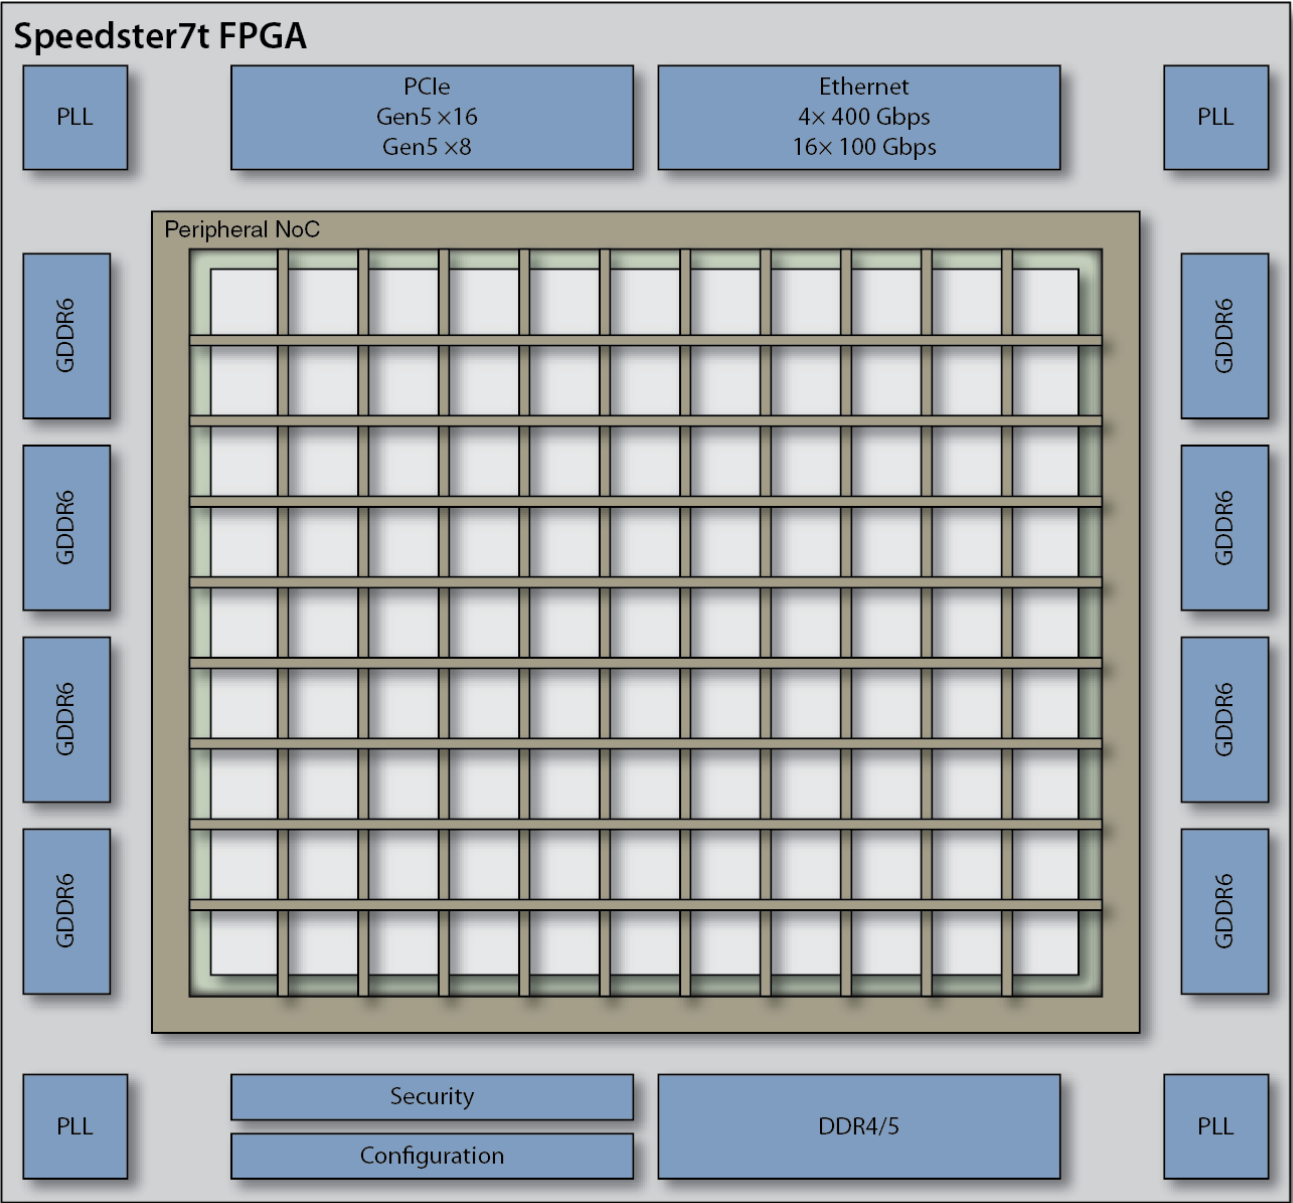 Speedster7t FPGA
PLL
PCIe
Gen5 ×16
Gen5 ×8
Ethernet
4× 400 Gbps
16× 100 Gbps
PLL
Peripheral NoC
GDDR6
GDDR6
GDDR6
GDDR6
GDDR6
GDDR6
GDDR6
GDDR6
PLL
Security
Configuration
DDR4/5
PLL